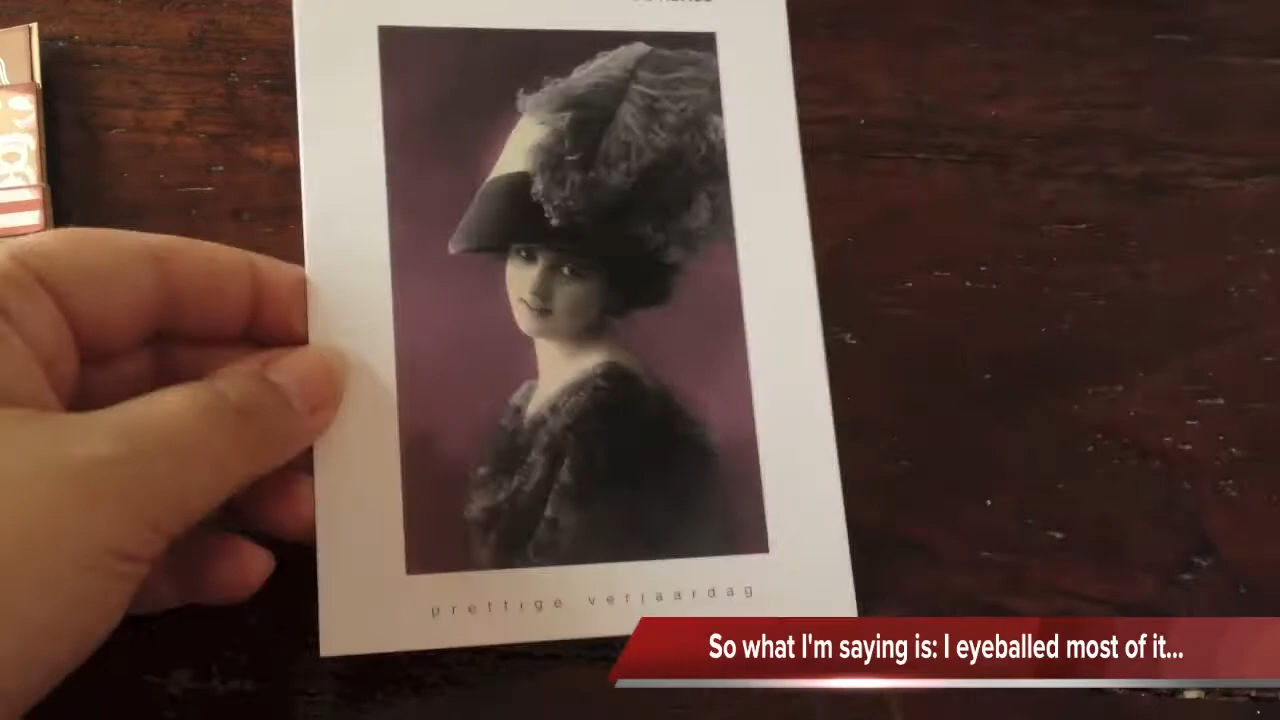 prettige verjaardag
So what I'm saying is: I eyeballed most of it...